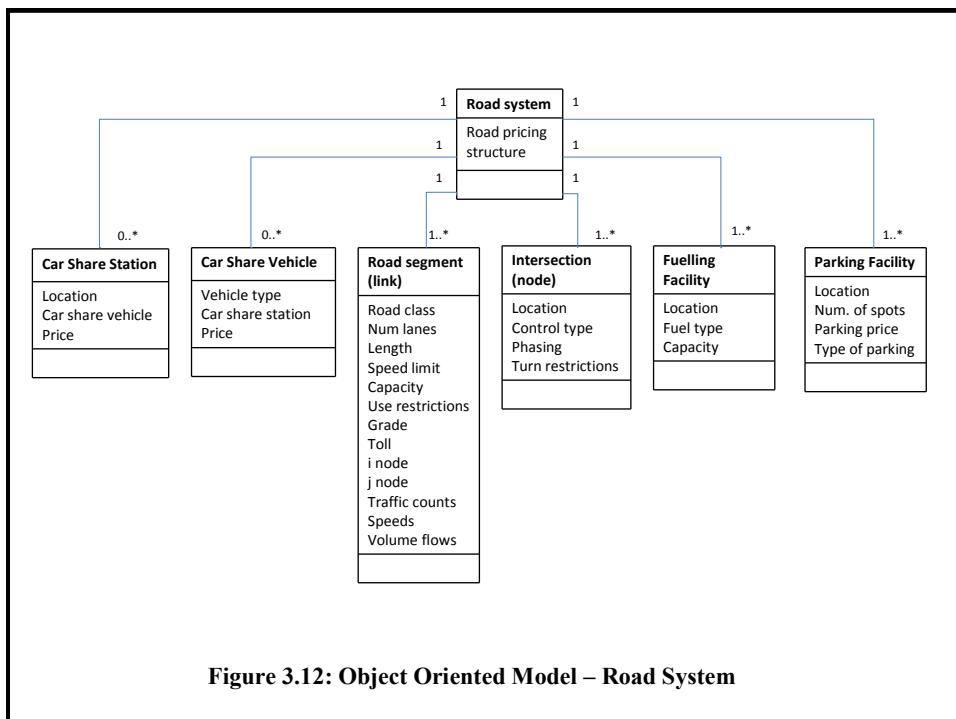 1
Road system
1
Road pricing
structure
1
1
1
1
0..*
0..*
1..*
1..*
1..*
1..*
Car Share Station
Location
Car share vehicle
Price
Car Share Vehicle
Vehicle type
Car share station
Price
Road segment
(link)
Road class
Num lanes
Length
Speed limit
Capacity
Use restrictions
Grade
Toll
i node
j node
Traffic counts
Speeds
Volume flows
Intersection
(node)
Location
Control type
Phasing
Turn restrictions
Fuelling
Facility
Location
Fuel type
Capacity
Parking Facility
Location
Num. of spots
Parking price
Type of parking
Figure 3.12: Object Oriented Model – Road System